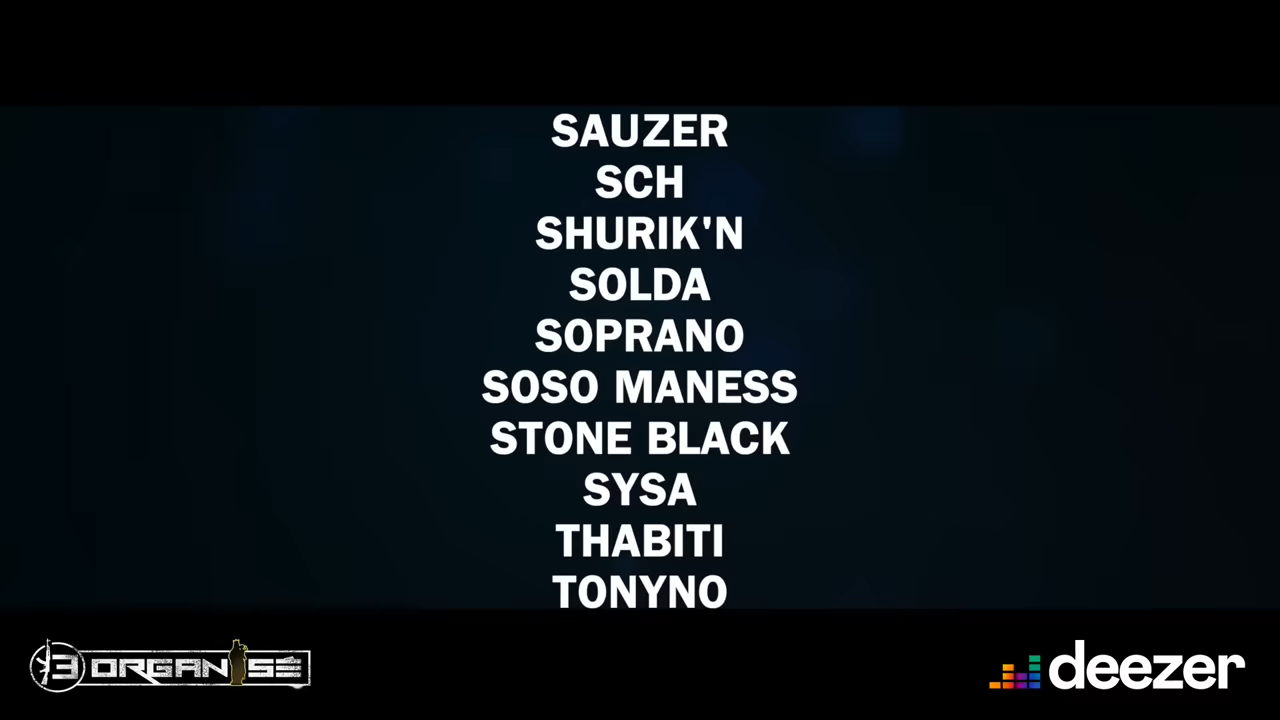 SAUZER
SCH
SHURIK'N
SOLDA
SOPRANO
SOSO MANESS
STONE BLACK
SYSA
THABITI
TONYNO
13 ORGANISÉ
deezer